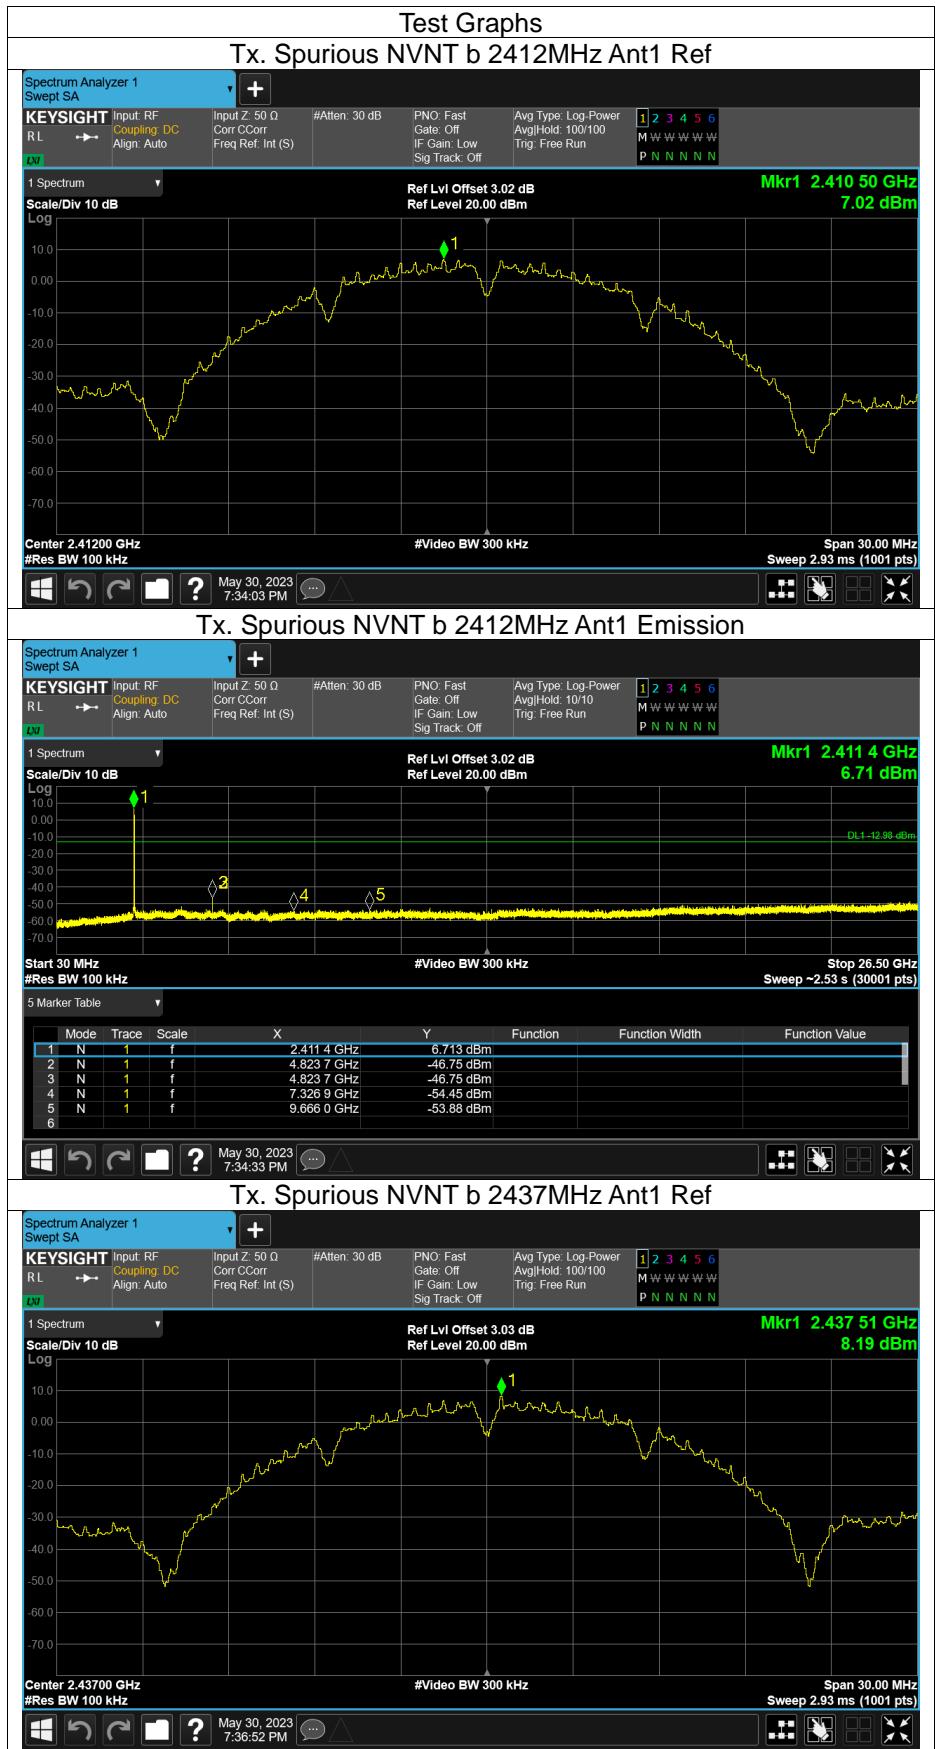 Test Graphs
Tx. Spurious NVNT b 2412MHz Ant1 Ref
Spectrum Analyzer 1
Swept SA
+
KEYSIGHT Input: RF Input Z: 50 Ω #Atten: 30 dB PNO: Fast Avg Type: Log-Power 1 2 3 4 5 6
RL Coupling: DC Corr CCorr Gate: Off Avg|Hold: 100/100 M W W W W W
Align: Auto Freq Ref: Int (S) IF Gain: Low Trig: Free Run
LXI Sig Track: Off P N N N N N
1 Spectrum Ref Lvl Offset 3.02 dB Mkr1 2.410 50 GHz
Scale/Div 10 dB Ref Level 20.00 dBm 7.02 dBm
Log
1
10.0
0.00
-10.0
-20.0
-30.0
-40.0
-50.0
-60.0
-70.0
Center 2.41200 GHz #Video BW 300 kHz Span 30.00 MHz
#Res BW 100 kHz Sweep 2.93 ms (1001 pts)
? May 30, 2023
7:34:03 PM
Tx. Spurious NVNT b 2412MHz Ant1 Emission
Spectrum Analyzer 1
Swept SA
+
KEYSIGHT Input: RF Input Z: 50 Ω #Atten: 30 dB PNO: Fast Avg Type: Log-Power 1 2 3 4 5 6
RL Coupling: DC Corr CCorr Gate: Off Avg|Hold: 10/10 M W W W W W
Align: Auto Freq Ref: Int (S) IF Gain: Low Trig: Free Run
LXI Sig Track: Off P N N N N N
1 Spectrum Ref Lvl Offset 3.02 dB Mkr1 2.411 4 GHz
Scale/Div 10 dB Ref Level 20.00 dBm 6.71 dBm
Log
10.0 1
0.00
-10.0 DL1 -12.98 dBm
-20.0
-30.0
-40.0 3
-50.0 4 5
-60.0
-70.0
Start 30 MHz #Video BW 300 kHz Stop 26.50 GHz
#Res BW 100 kHz Sweep ~2.53 s (30001 pts)
5 Marker Table
Mode Trace Scale X Y Function Function Width Function Value
1 N 1 f 2.411 4 GHz 6.713 dBm
2 N 1 f 4.823 7 GHz -46.75 dBm
3 N 1 f 4.823 7 GHz -46.75 dBm
4 N 1 f 7.326 9 GHz -54.45 dBm
5 N 1 f 9.666 0 GHz -53.88 dBm
6
? May 30, 2023
7:34:33 PM
Tx. Spurious NVNT b 2437MHz Ant1 Ref
Spectrum Analyzer 1
Swept SA
+
KEYSIGHT Input: RF Input Z: 50 Ω #Atten: 30 dB PNO: Fast Avg Type: Log-Power 1 2 3 4 5 6
RL Coupling: DC Corr CCorr Gate: Off Avg|Hold: 100/100 M W W W W W
Align: Auto Freq Ref: Int (S) IF Gain: Low Trig: Free Run
LXI Sig Track: Off P N N N N N
1 Spectrum Ref Lvl Offset 3.03 dB Mkr1 2.437 51 GHz
Scale/Div 10 dB Ref Level 20.00 dBm 8.19 dBm
Log
1
10.0
0.00
-10.0
-20.0
-30.0
-40.0
-50.0
-60.0
-70.0
Center 2.43700 GHz #Video BW 300 kHz Span 30.00 MHz
#Res BW 100 kHz Sweep 2.93 ms (1001 pts)
? May 30, 2023
7:36:52 PM